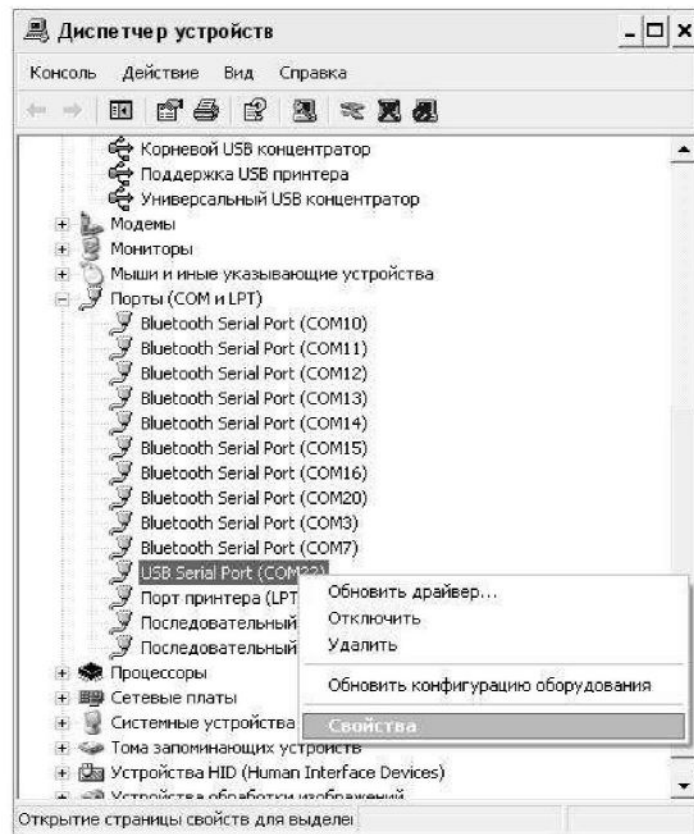 Диспетчер устройств
Консоль Действие Вид Справка
Корневой USB концентратор
Поддержка USB принтера
Универсальный USB концентратор
Модемы
Мониторы
Мыши и иные указывающие устройства
Порты (COM и LPT)
Bluetooth Serial Port (COM10)
Bluetooth Serial Port (COM11)
Bluetooth Serial Port (COM12)
Bluetooth Serial Port (COM13)
Bluetooth Serial Port (COM14)
Bluetooth Serial Port (COM15)
Bluetooth Serial Port (COM16)
Bluetooth Serial Port (COM20)
Bluetooth Serial Port (COM3)
Bluetooth Serial Port (COM7)
USB Serial Port
Обновить драйвер...
Порт принтера (LPT
Отключить
Последовательный
Удалить
Последовательный
Процессоры
Обновить конфигурацию оборудования
Сетевые платы
Системные устройства
Свойства
Тома запоминающих устройств
Устройства HID (Human Interface Devices)
Устройства обработки изображений
Открытие страницы свойств для выделен